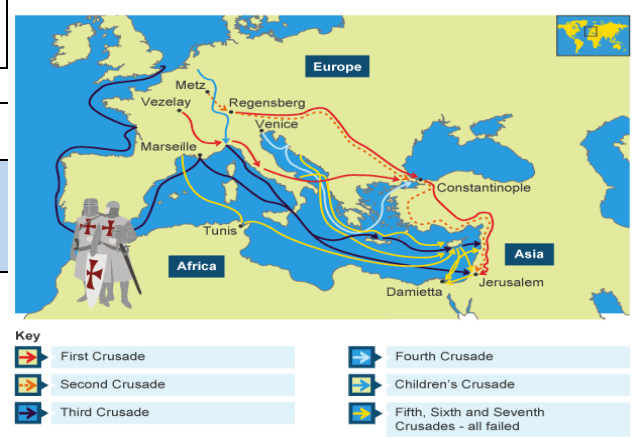 Europe
Metz
Vezelay
Regensberg
Venice
Marseille
Constantinople
Tunis
Africa
Asia
Damietta
Jerusalem
Key
First Crusade
Second Crusade
Third Crusade
Fourth Crusade
Children's Crusade
Fifth, Sixth and Seventh
Crusades - all failed